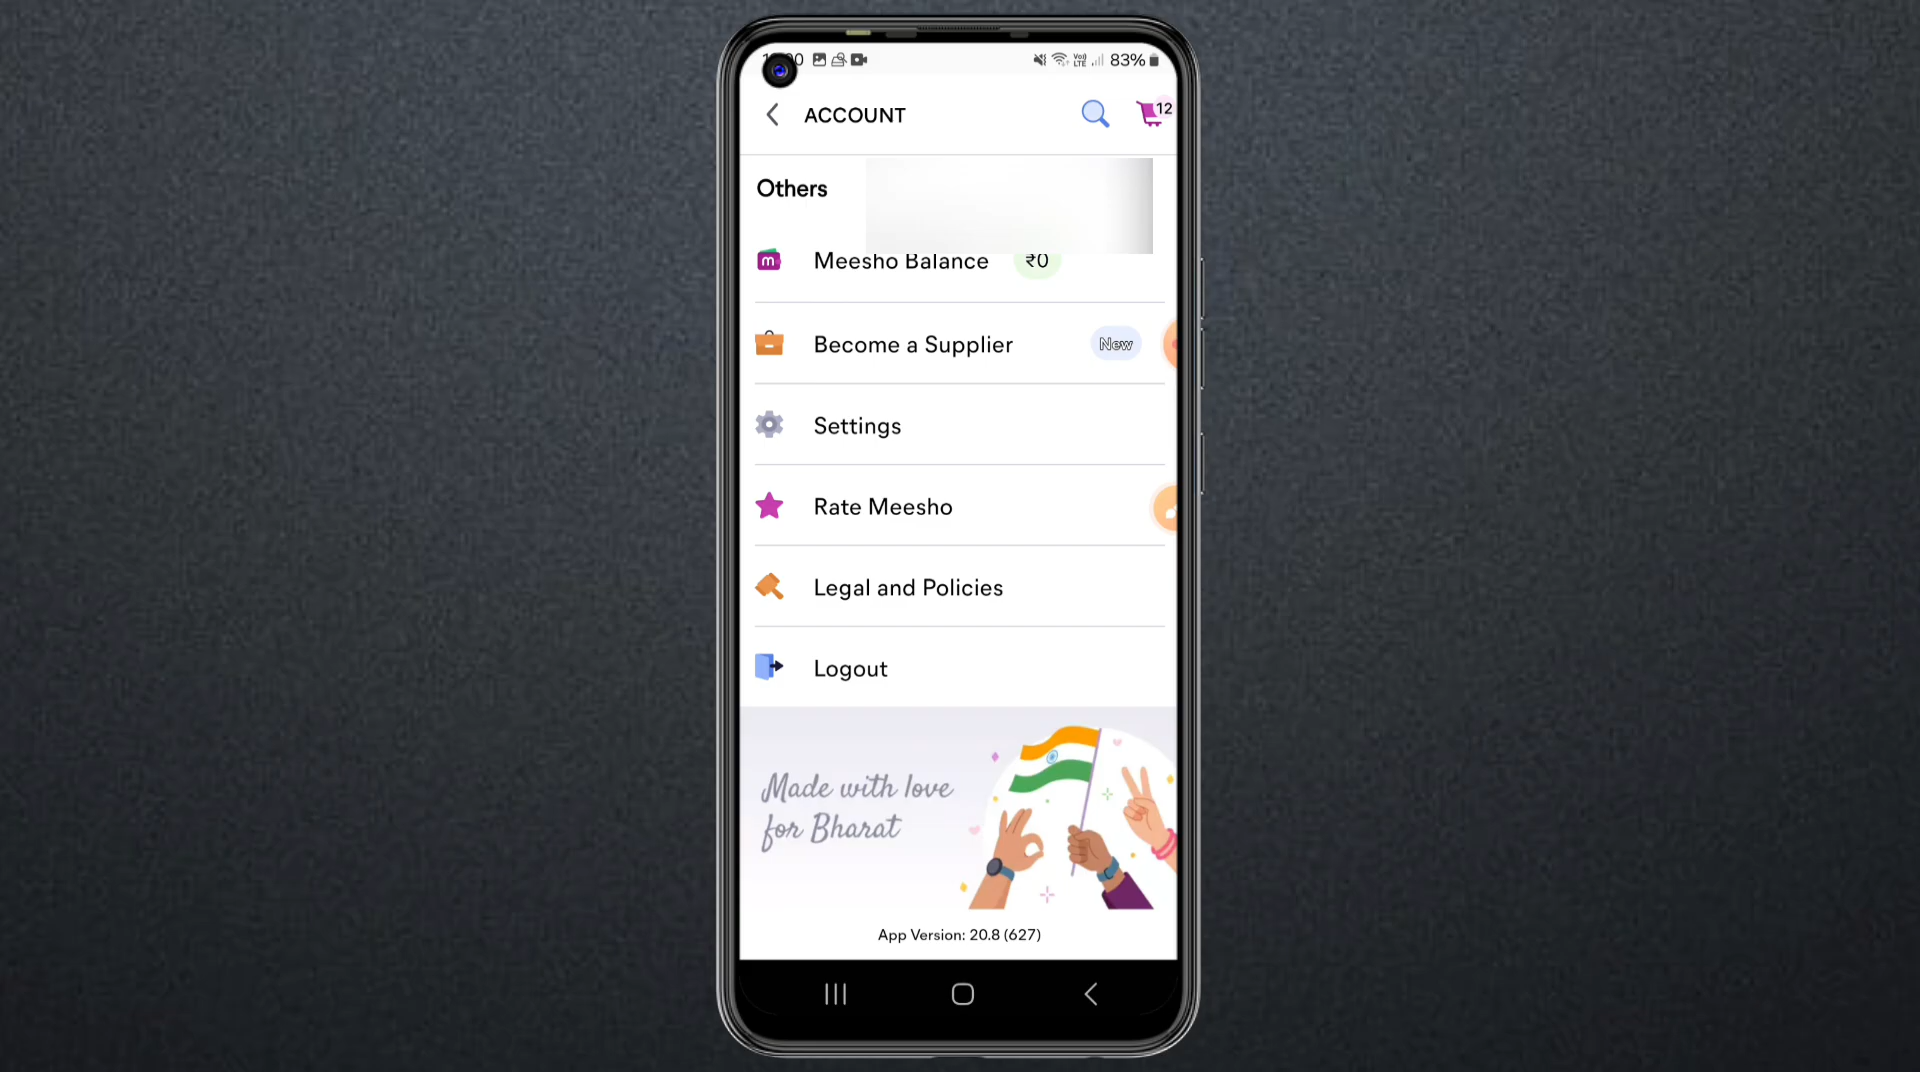 83%
ACCOUNT
12
Others
Meesho Balance ₹0
Become a Supplier New
Settings
Rate Meesho
Legal and Policies
Logout
Made with love
for Bharat
App Version: 20.8 (627)